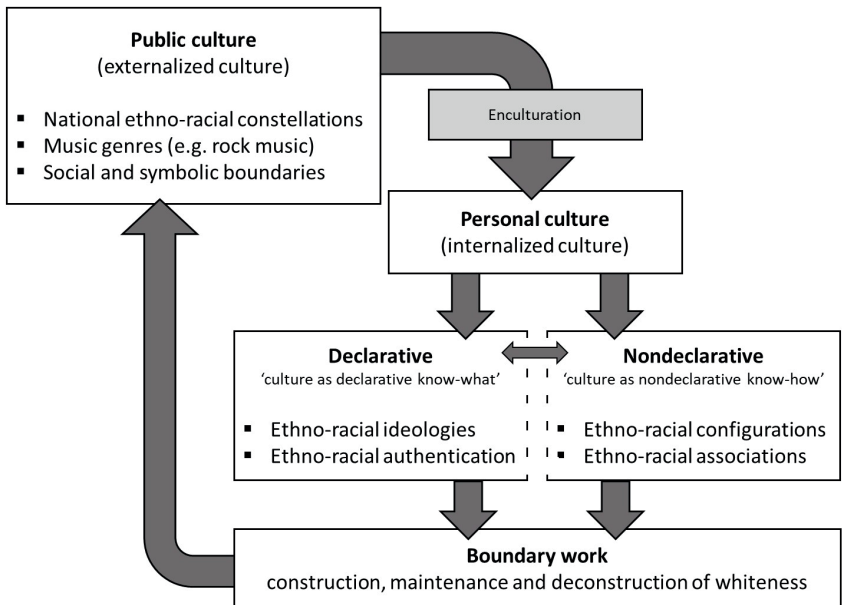 Public culture
(externalized culture)
▪ National ethno-racial constellations
▪ Music genres (e.g. rock music)
▪ Social and symbolic boundaries
Enculturation
Personal culture
(internalized culture)
Declarative
‘culture as declarative know-what’
▪ Ethno-racial ideologies
▪ Ethno-racial authentication
Nondeclarative
‘culture as nondeclarative know-how’
▪ Ethno-racial configurations
▪ Ethno-racial associations
Boundary work
construction, maintenance and deconstruction of whiteness